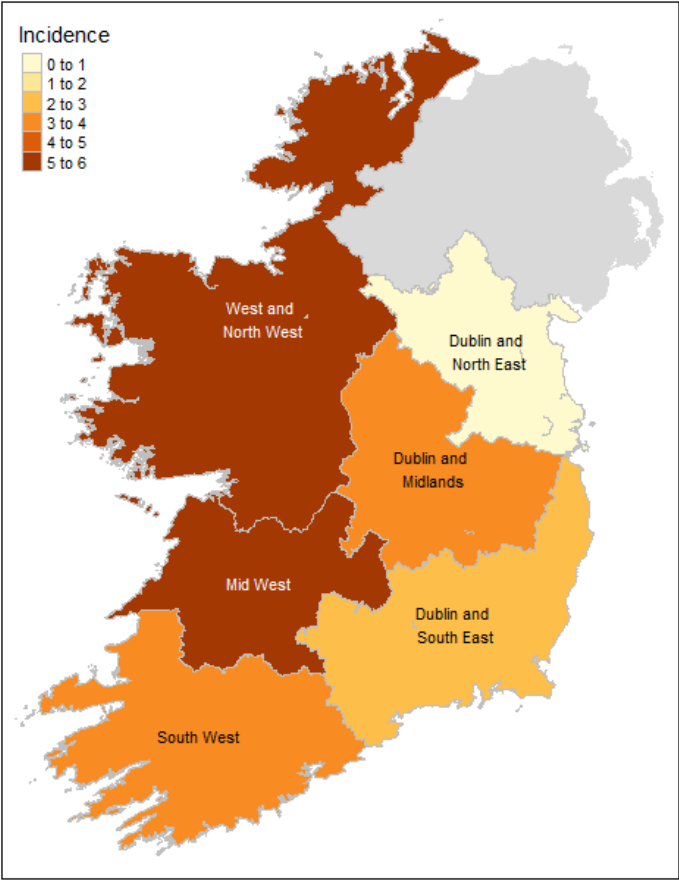 Incidence
0 to 1
1 to 2
2 to 3
3 to 4
4 to 5
5 to 6
West and
North West
Dublin and
North East
Dublin and
Midlands
Mid West
Dublin and
South East
South West